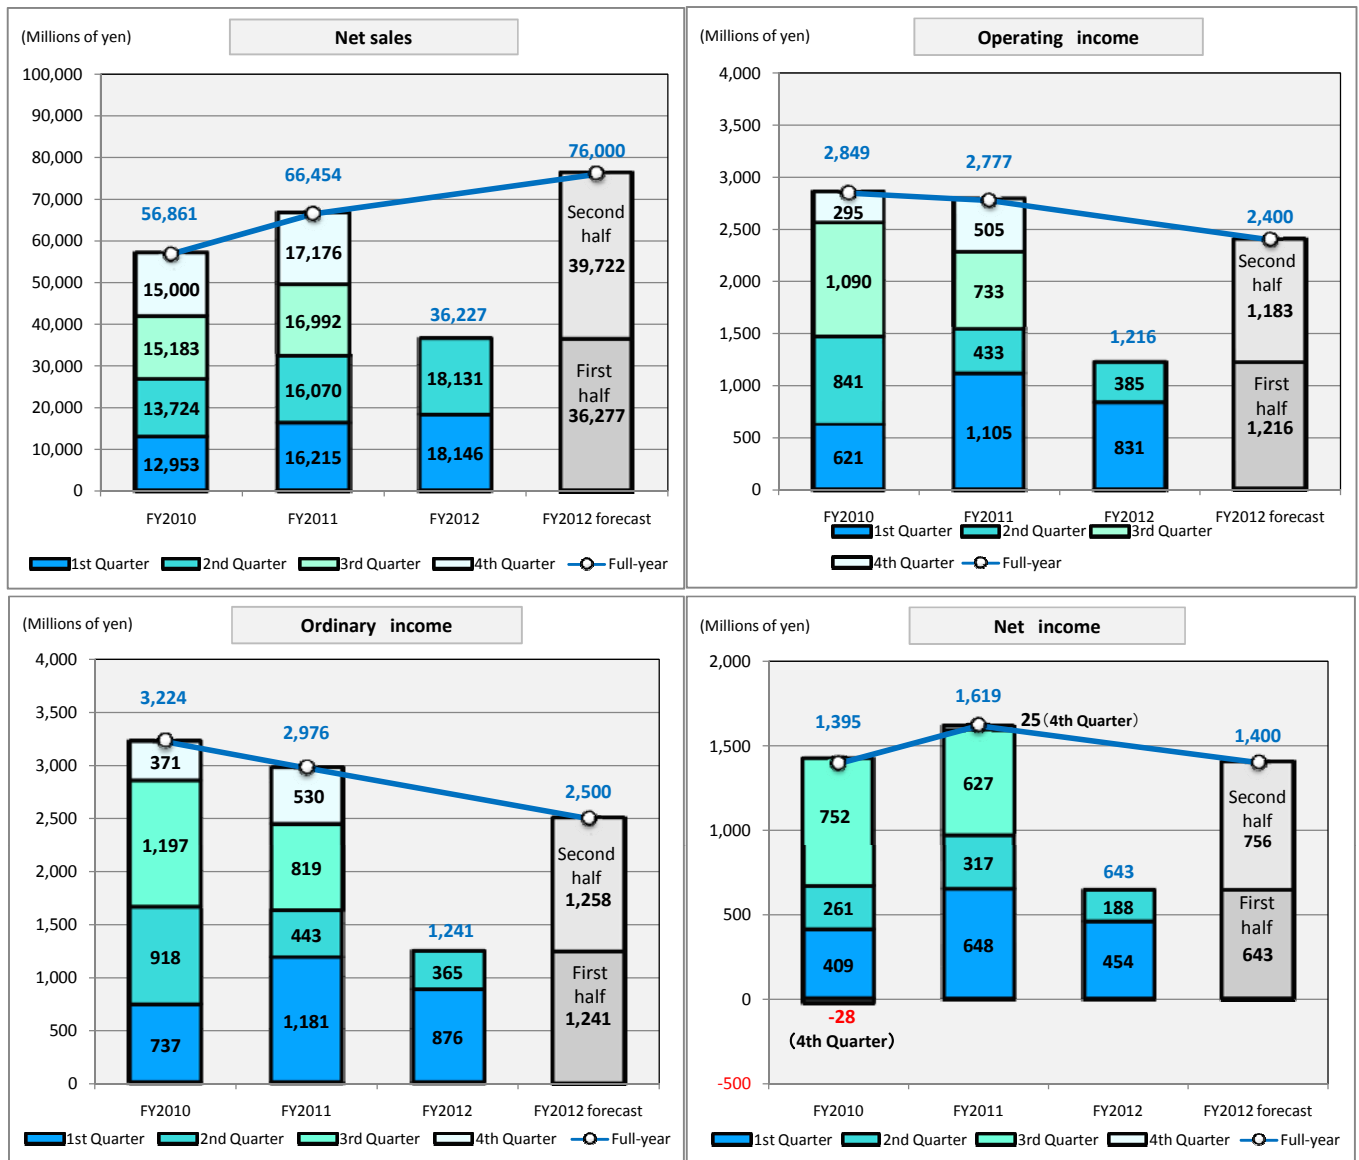 (Millions of yen)
Net sales
100,000
90,000
80,000
70,000
60,000
50,000
40,000
30,000
20,000
10,000
0
56,861
15,000
15,183
13,724
12,953
66,454
17,176
16,992
16,070
16,215
36,227
18,131
18,146
76,000
Second
half
39,722
First
half
36,277
FY2010 FY2011 FY2012 FY2012 forecast
1st Quarter 2nd Quarter 3rd Quarter 4th Quarter Full-year
(Millions of yen)
Operating income
4,000
3,500
3,000
2,500
2,000
1,500
1,000
500
0
2,849
295
1,090
841
621
2,777
505
733
433
1,105
1,216
385
831
2,400
Second
half
1,183
First
half
1,216
FY2010 FY2011 FY2012 FY2012 forecast
1st Quarter 2nd Quarter 3rd Quarter
4th Quarter Full-year
(Millions of yen)
Ordinary income
4,000
3,500
3,000
2,500
2,000
1,500
1,000
500
0
3,224
371
1,197
918
737
2,976
530
819
443
1,181
1,241
365
876
2,500
Second
half
1,258
First
half
1,241
FY2010 FY2011 FY2012 FY2012 forecast
1st Quarter 2nd Quarter 3rd Quarter 4th Quarter Full-year
(Millions of yen)
Net income
2,000
1,500
1,000
500
0
-500
1,395
752
261
409
-28
（4th Quarter）
1,619
25（4th Quarter）
627
317
648
643
188
454
1,400
Second
half
756
First
half
643
FY2010 FY2011 FY2012 FY2012 forecast
1st Quarter 2nd Quarter 3rd Quarter 4th Quarter Full-year